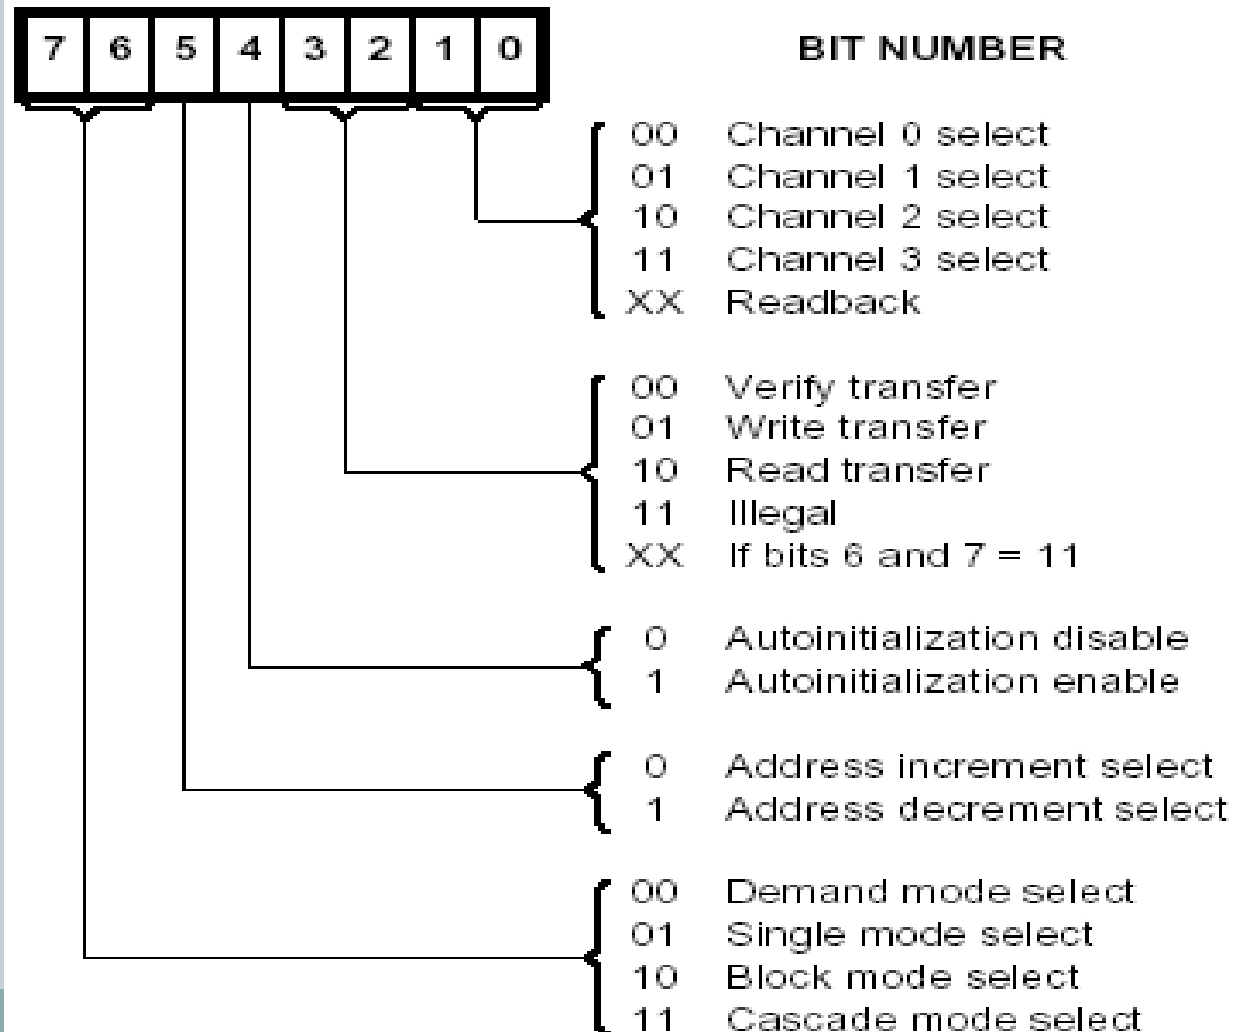 7 6 5 4 3 2 1 0 BIT NUMBER
00 Channel 0 select
01 Channel 1 select
10 Channel 2 select
11 Channel 3 select
XX Readback
00 Verify transfer
01 Write transfer
10 Read transfer
11 Illegal
XX If bits 6 and 7 = 11
0 Autoinitialization disable
1 Autoinitialization enable
0 Address increment select
1 Address decrement select
00 Demand mode select
01 Single mode select
10 Block mode select
11 Cascade mode select